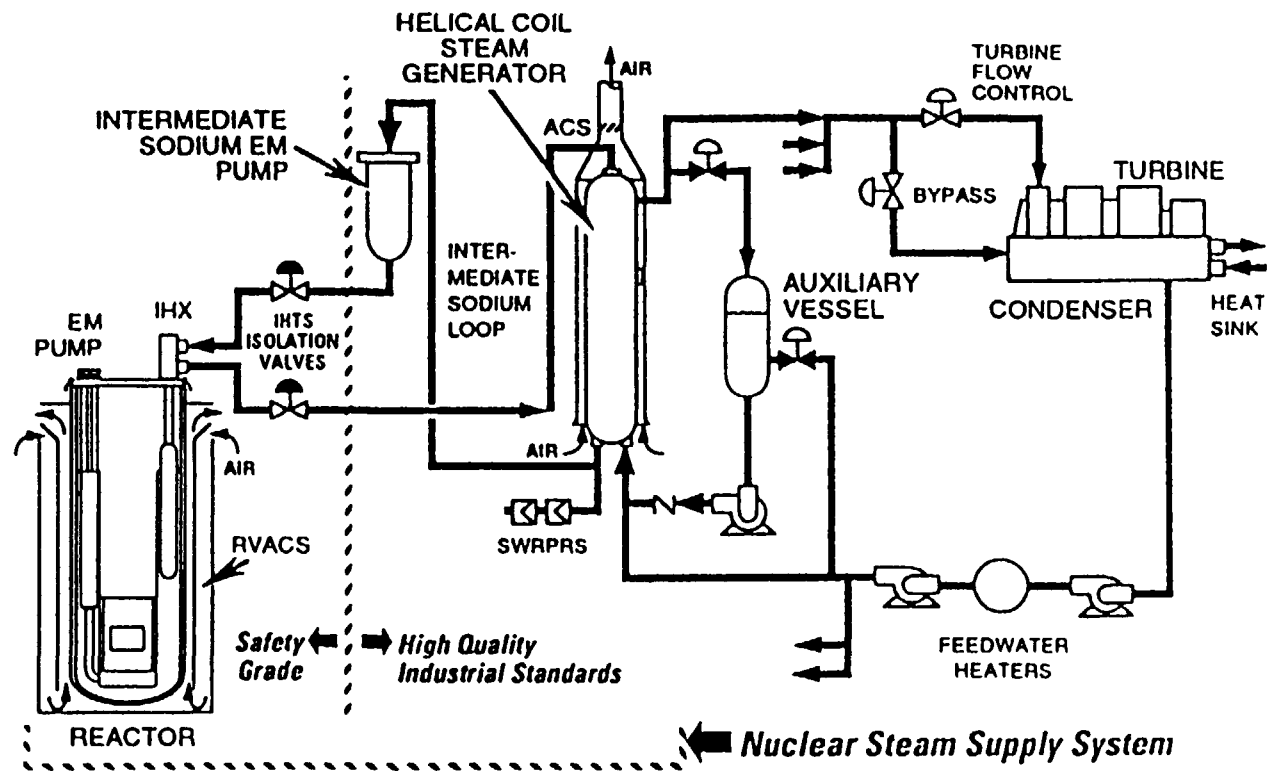 HELICAL COIL
STEAM
GENERATOR
AIR
TURBINE
FLOW
CONTROL
INTERMEDIATE
SODIUM EM
PUMP
ACS
TURBINE
BYPASS
INTER-
MEDIATE
SODIUM
LOOP
AUXILIARY
VESSEL
CONDENSER
HEAT
SINK
IHX
EM
PUMP
IHTS
ISOLATION
VALVES
AIR
AIR
SWRPRS
RVACS
Safety
Grade
High Quality
Industrial Standards
FEEDWATER
HEATERS
REACTOR
Nuclear Steam Supply System